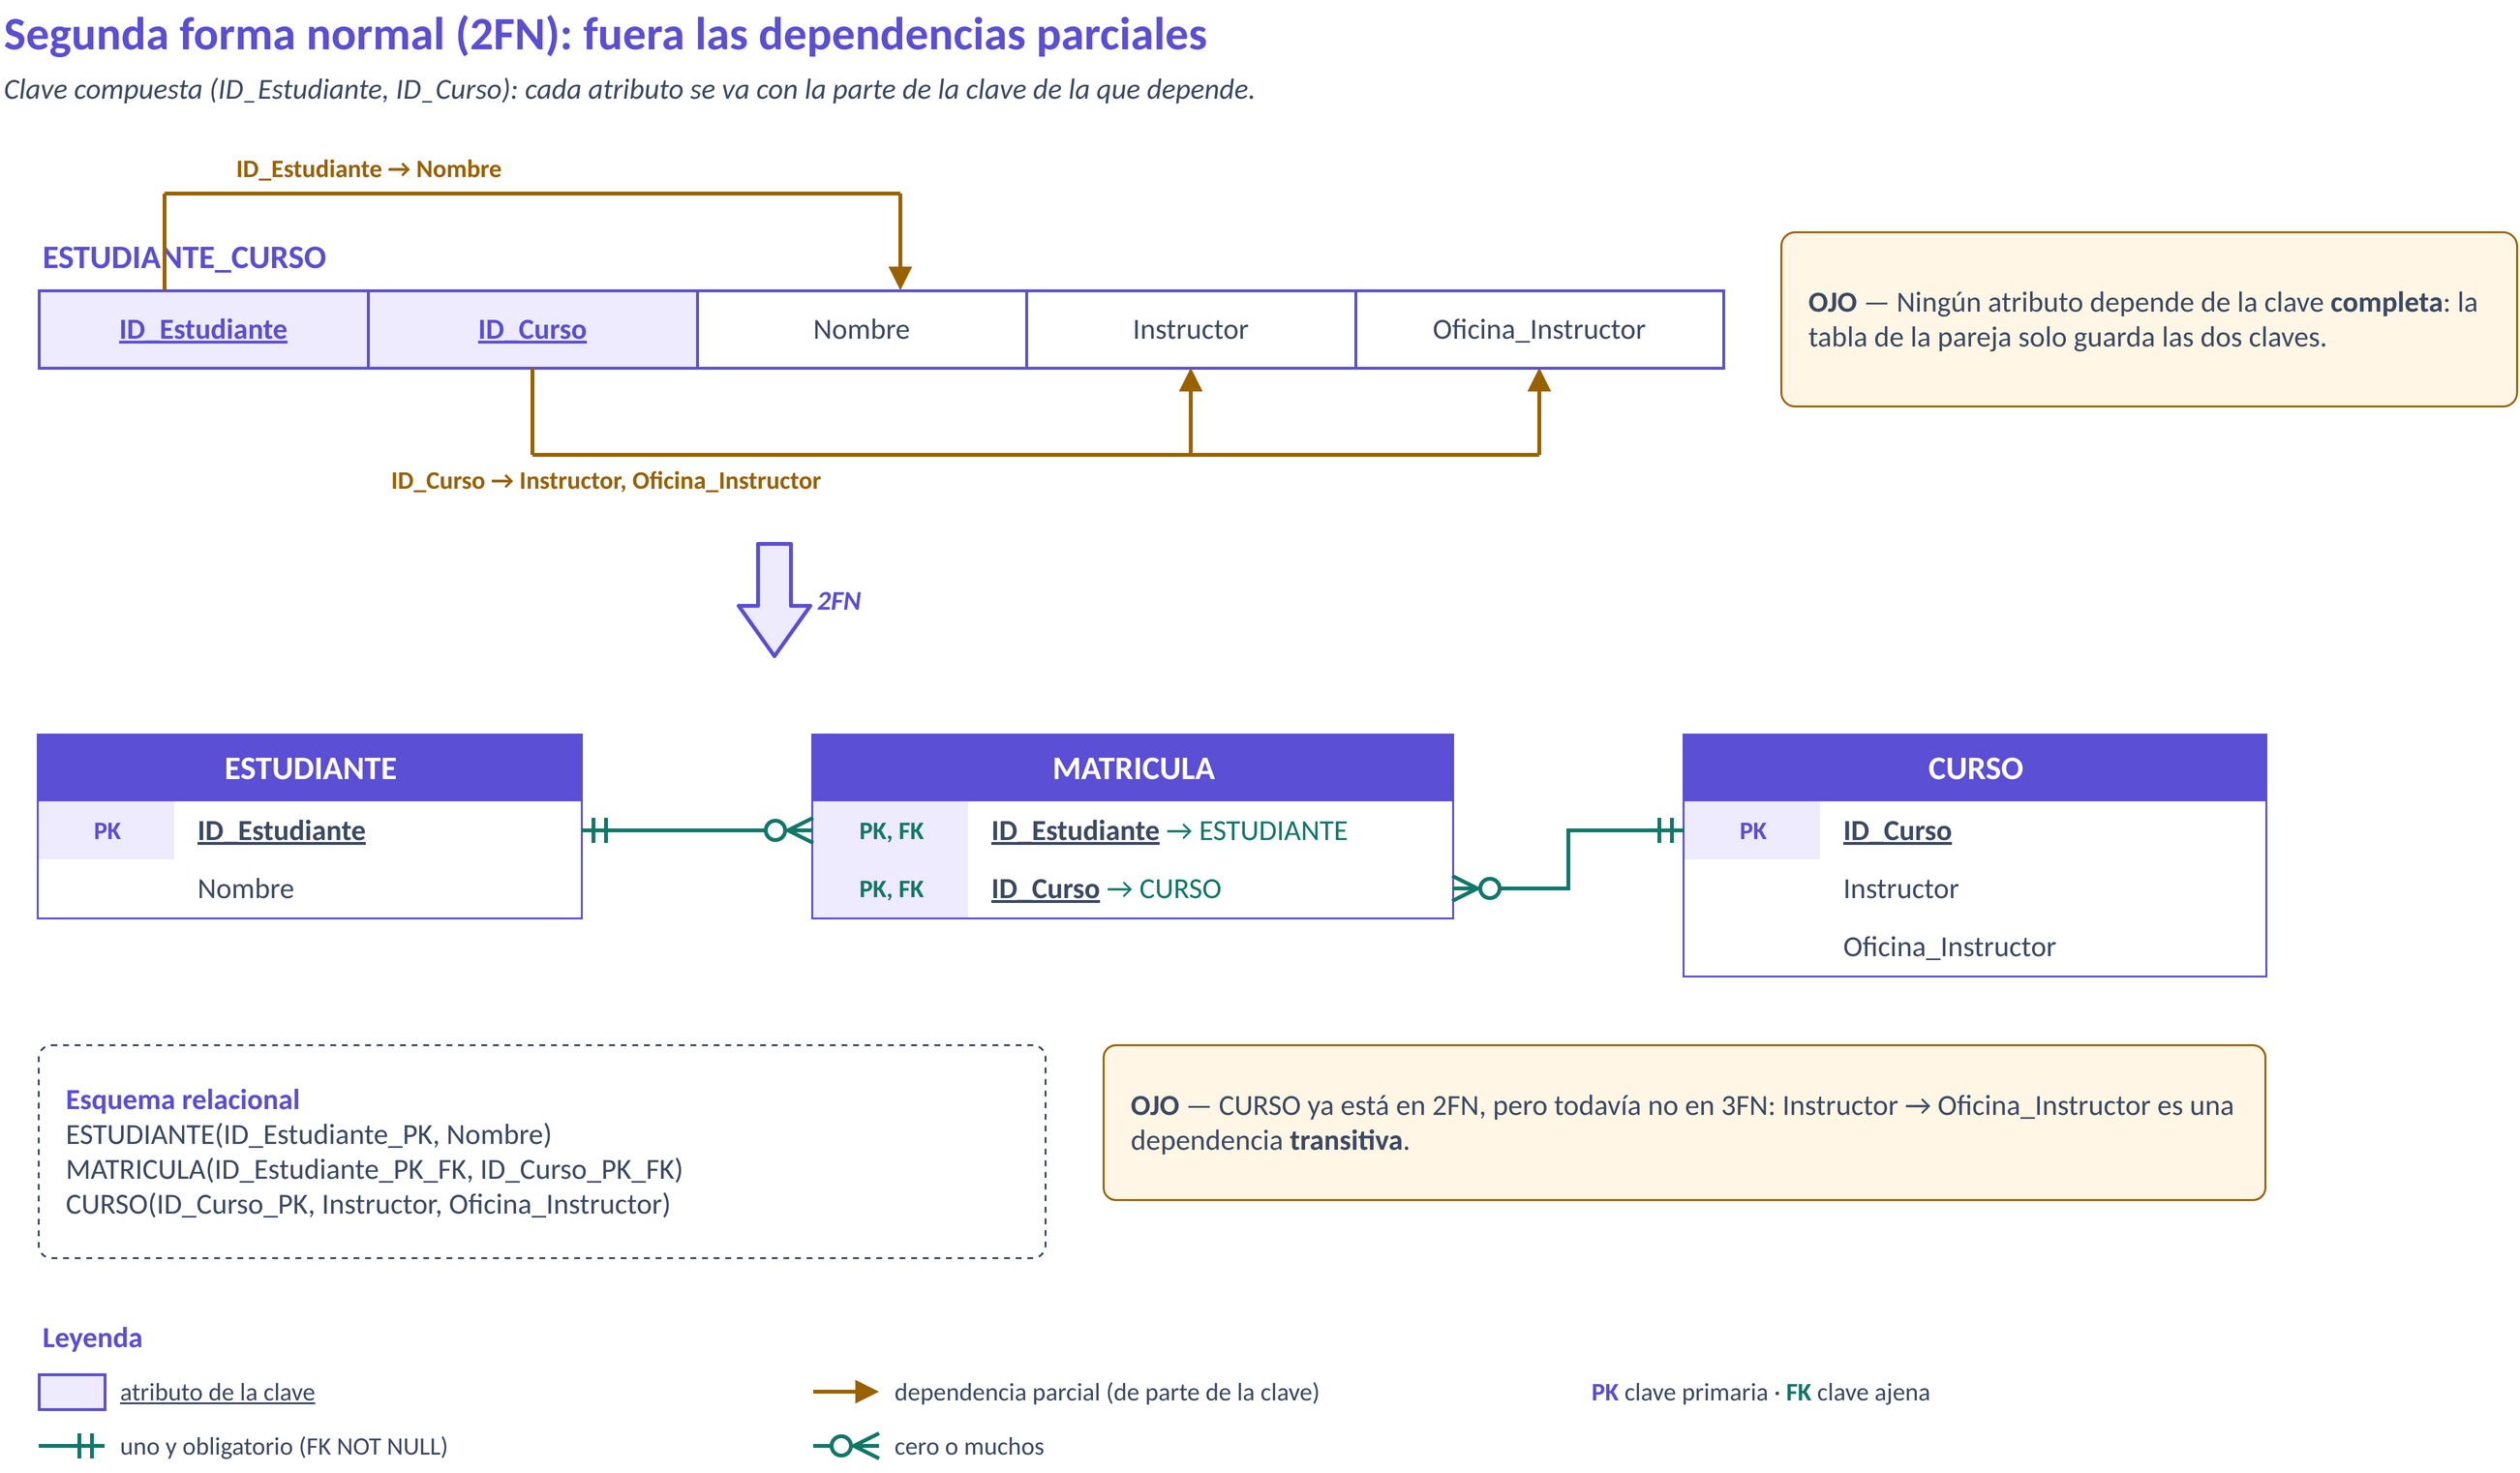 Segunda forma normal (2FN): fuera las dependencias parciales
Clave compuesta (ID_Estudiante, ID_Curso): cada atributo se va con la parte de la clave de la que depende.
ID_Estudiante → Nombre
ESTUDIANTE_CURSO
ID_Estudiante
ID_Curso
Nombre
Instructor
Oficina_Instructor
OJO — Ningún atributo depende de la clave completa: la
tabla de la pareja solo guarda las dos claves.
ID_Curso → Instructor, Oficina_Instructor
2FN
ESTUDIANTE
PK ID_Estudiante
Nombre
MATRICULA
PK, FK ID_Estudiante → ESTUDIANTE
PK, FK ID_Curso → CURSO
CURSO
PK ID_Curso
Instructor
Oficina_Instructor
Esquema relacional
ESTUDIANTE(ID_Estudiante_PK, Nombre)
MATRICULA(ID_Estudiante_PK_FK, ID_Curso_PK_FK)
CURSO(ID_Curso_PK, Instructor, Oficina_Instructor)
OJO — CURSO ya está en 2FN, pero todavía no en 3FN: Instructor → Oficina_Instructor es una
dependencia transitiva.
Leyenda
atributo de la clave
dependencia parcial (de parte de la clave)
PK clave primaria · FK clave ajena
uno y obligatorio (FK NOT NULL)
cero o muchos